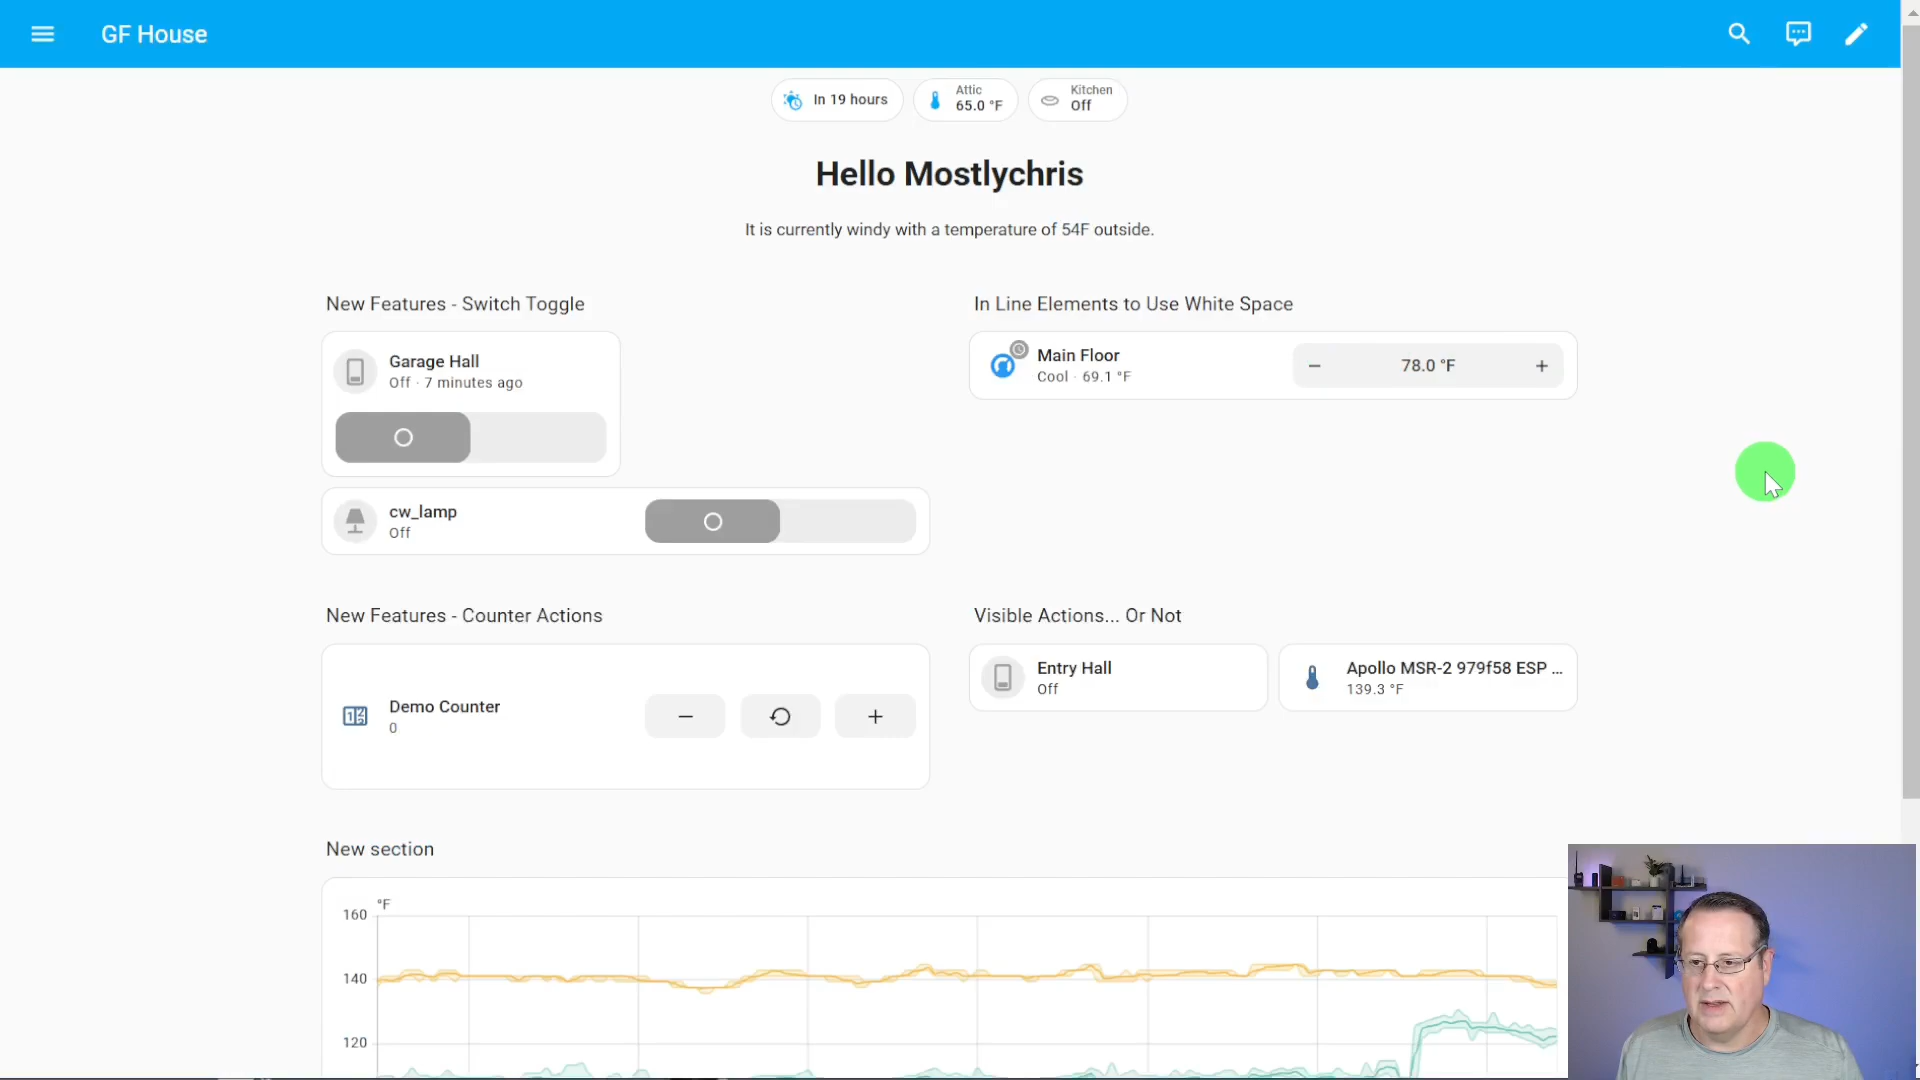 GF House
In 19 hours
Attic
65.0 °F
Kitchen
Off
Hello Mostlychris
It is currently windy with a temperature of 54F outside.
New Features - Switch Toggle
Garage Hall
Off · 7 minutes ago
cw_lamp
Off
In Line Elements to Use White Space
Main Floor
Cool · 69.1 °F
− 78.0 °F +
New Features - Counter Actions
Demo Counter
0
− +
Visible Actions... Or Not
Entry Hall
Off
Apollo MSR-2 979f58 ESP ...
139.3 °F
New section
°F
160
140
120